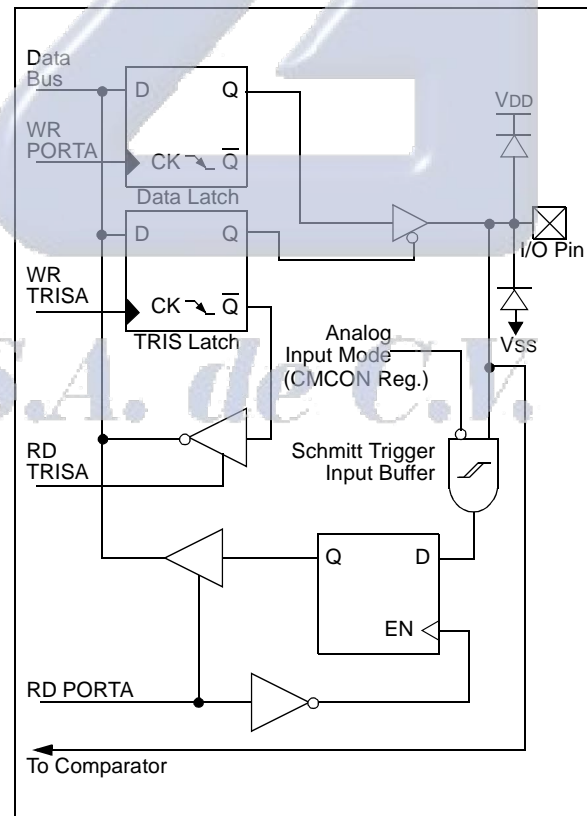 Data
Bus
D
Q
VDD
WR
PORTA
CK
Q
Data Latch
D
Q
I/O Pin
WR
TRISA
CK
Q
TRIS Latch
VSS
Analog
Input Mode
(CMCON Reg.)
S.A. de C.V.
RD
TRISA
Schmitt Trigger
Input Buffer
Q
D
EN
RD PORTA
To Comparator